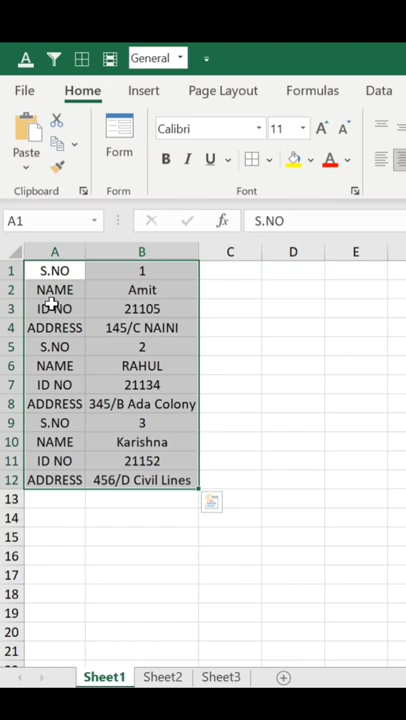 General
File Home Insert Page Layout Formulas Data
Paste Form Calibri 11 A A
B I U A
Clipboard Form Font
A1 fx S.NO
A B C D E
1 S.NO 1
2 NAME Amit
3 ID NO 21105
4 ADDRESS 145/C NAINI
5 S.NO 2
6 NAME RAHUL
7 ID NO 21134
8 ADDRESS 345/B Ada Colony
9 S.NO 3
10 NAME Karishna
11 ID NO 21152
12 ADDRESS 456/D Civil Lines
13
14
15
16
17
18
19
20
21
Sheet1 Sheet2 Sheet3